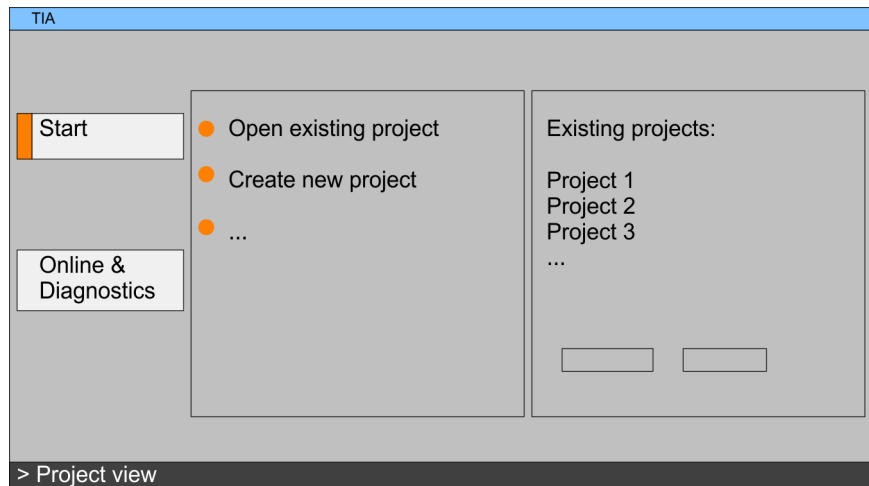 TIA
Start
Online &
Diagnostics
Open existing project
Create new project
...
Existing projects:
Project 1
Project 2
Project 3
...
> Project view